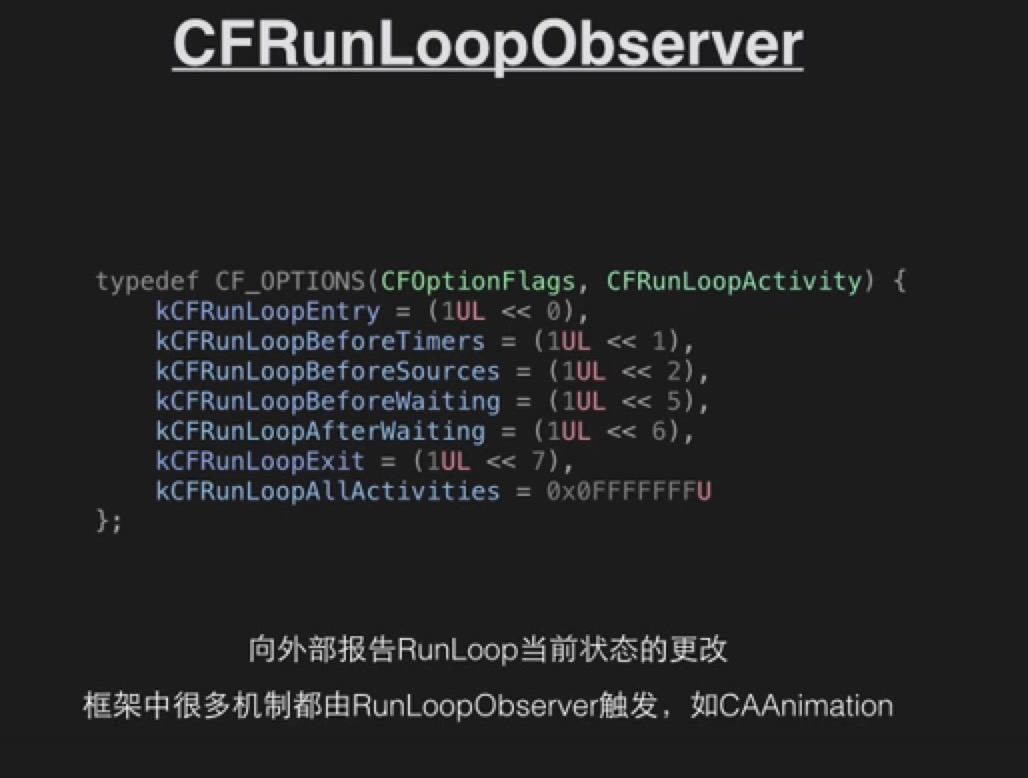 CFRunLoopObserver
typedef CF_OPTIONS(CFOptionFlags, CFRunLoopActivity) {
    kCFRunLoopEntry = (1UL << 0),
    kCFRunLoopBeforeTimers = (1UL << 1),
    kCFRunLoopBeforeSources = (1UL << 2),
    kCFRunLoopBeforeWaiting = (1UL << 5),
    kCFRunLoopAfterWaiting = (1UL << 6),
    kCFRunLoopExit = (1UL << 7),
    kCFRunLoopAllActivities = 0x0FFFFFFFU
};
向外部报告RunLoop当前状态的更改
框架中很多机制都由RunLoopObserver触发，如CAAnimation